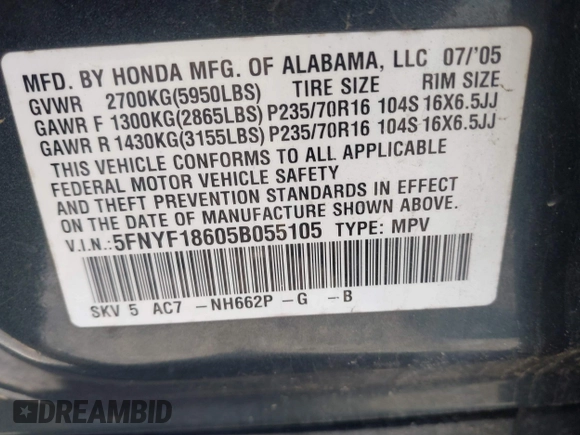 MFD. BY HONDA MFG. OF ALABAMA, LLC 07/'05
GVWR 2700KG(5950LBS) TIRE SIZE RIM SIZE
GAWR F 1300KG(2865LBS) P235/70R16 104S 16X6.5JJ
GAWR R 1430KG(3155LBS) P235/70R16 104S 16X6.5JJ
THIS VEHICLE CONFORMS TO ALL APPLICABLE
FEDERAL MOTOR VEHICLE SAFETY
AND THEFT PREVENTION STANDARDS IN EFFECT
ON THE DATE OF MANUFACTURE SHOWN ABOVE.
V.I.N.:5FNYF18605B055105 TYPE: MPV
SKV 5 AC7 -NH662P -G -B
DREAMBID